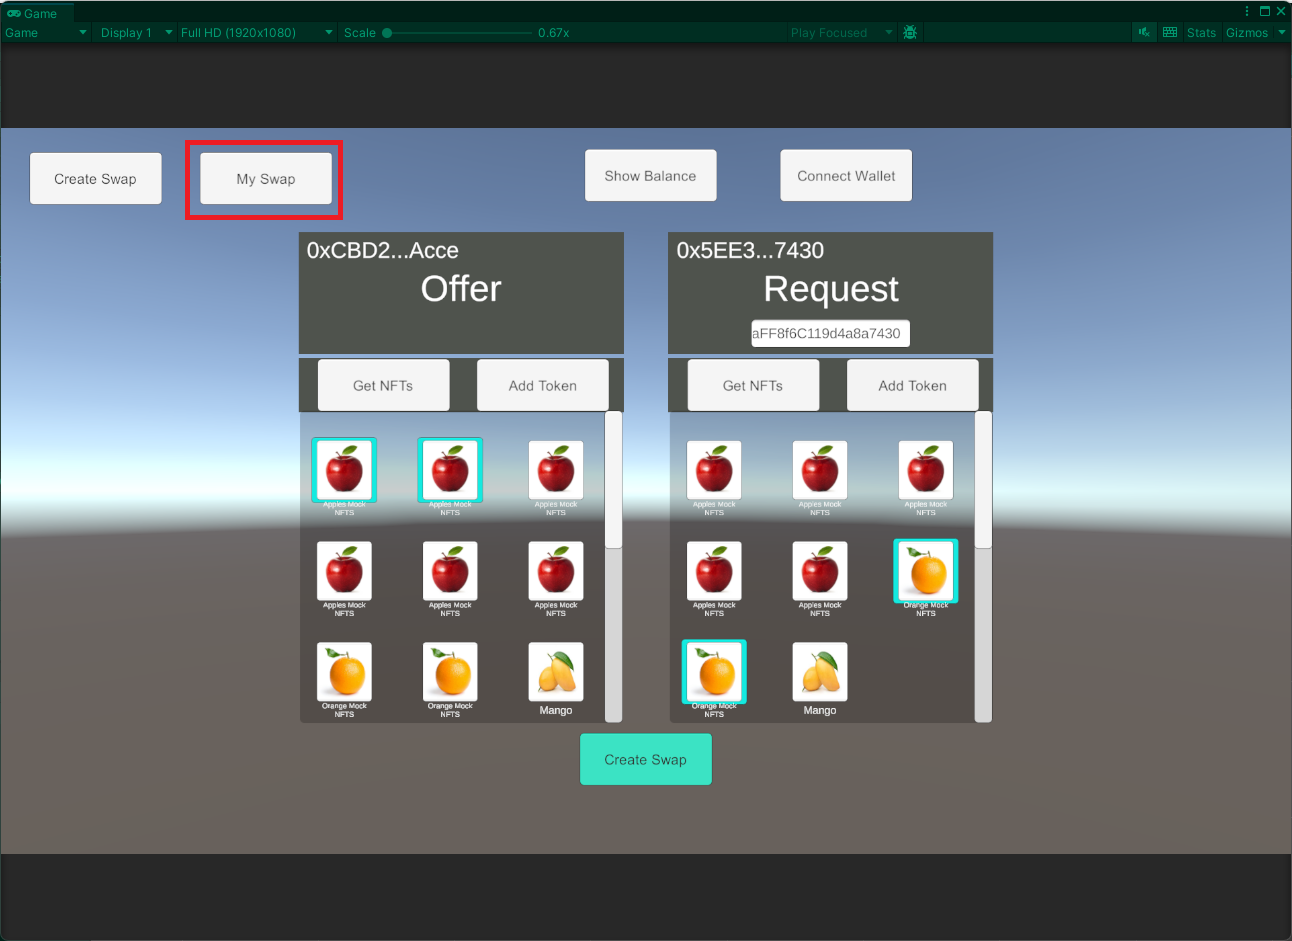 Game
Game Display 1 Full HD (1920x1080) Scale 0.67x Play Focused Stats Gizmos
Create Swap My Swap Show Balance Connect Wallet
0xCBD2...Acce
Offer
0x5EE3...7430
Request
aFF8f6C119d4a8a7430
Get NFTs Add Token
Get NFTs Add Token
Apples Mock
NFTS
Apples Mock
NFTS
Apples Mock
NFTS
Apples Mock
NFTS
Apples Mock
NFTS
Apples Mock
NFTS
Orange Mock
NFTS
Orange Mock
NFTS
Mango
Apples Mock
NFTS
Apples Mock
NFTS
Apples Mock
NFTS
Apples Mock
NFTS
Apples Mock
NFTS
Orange Mock
NFTS
Orange Mock
NFTS
Mango
Create Swap